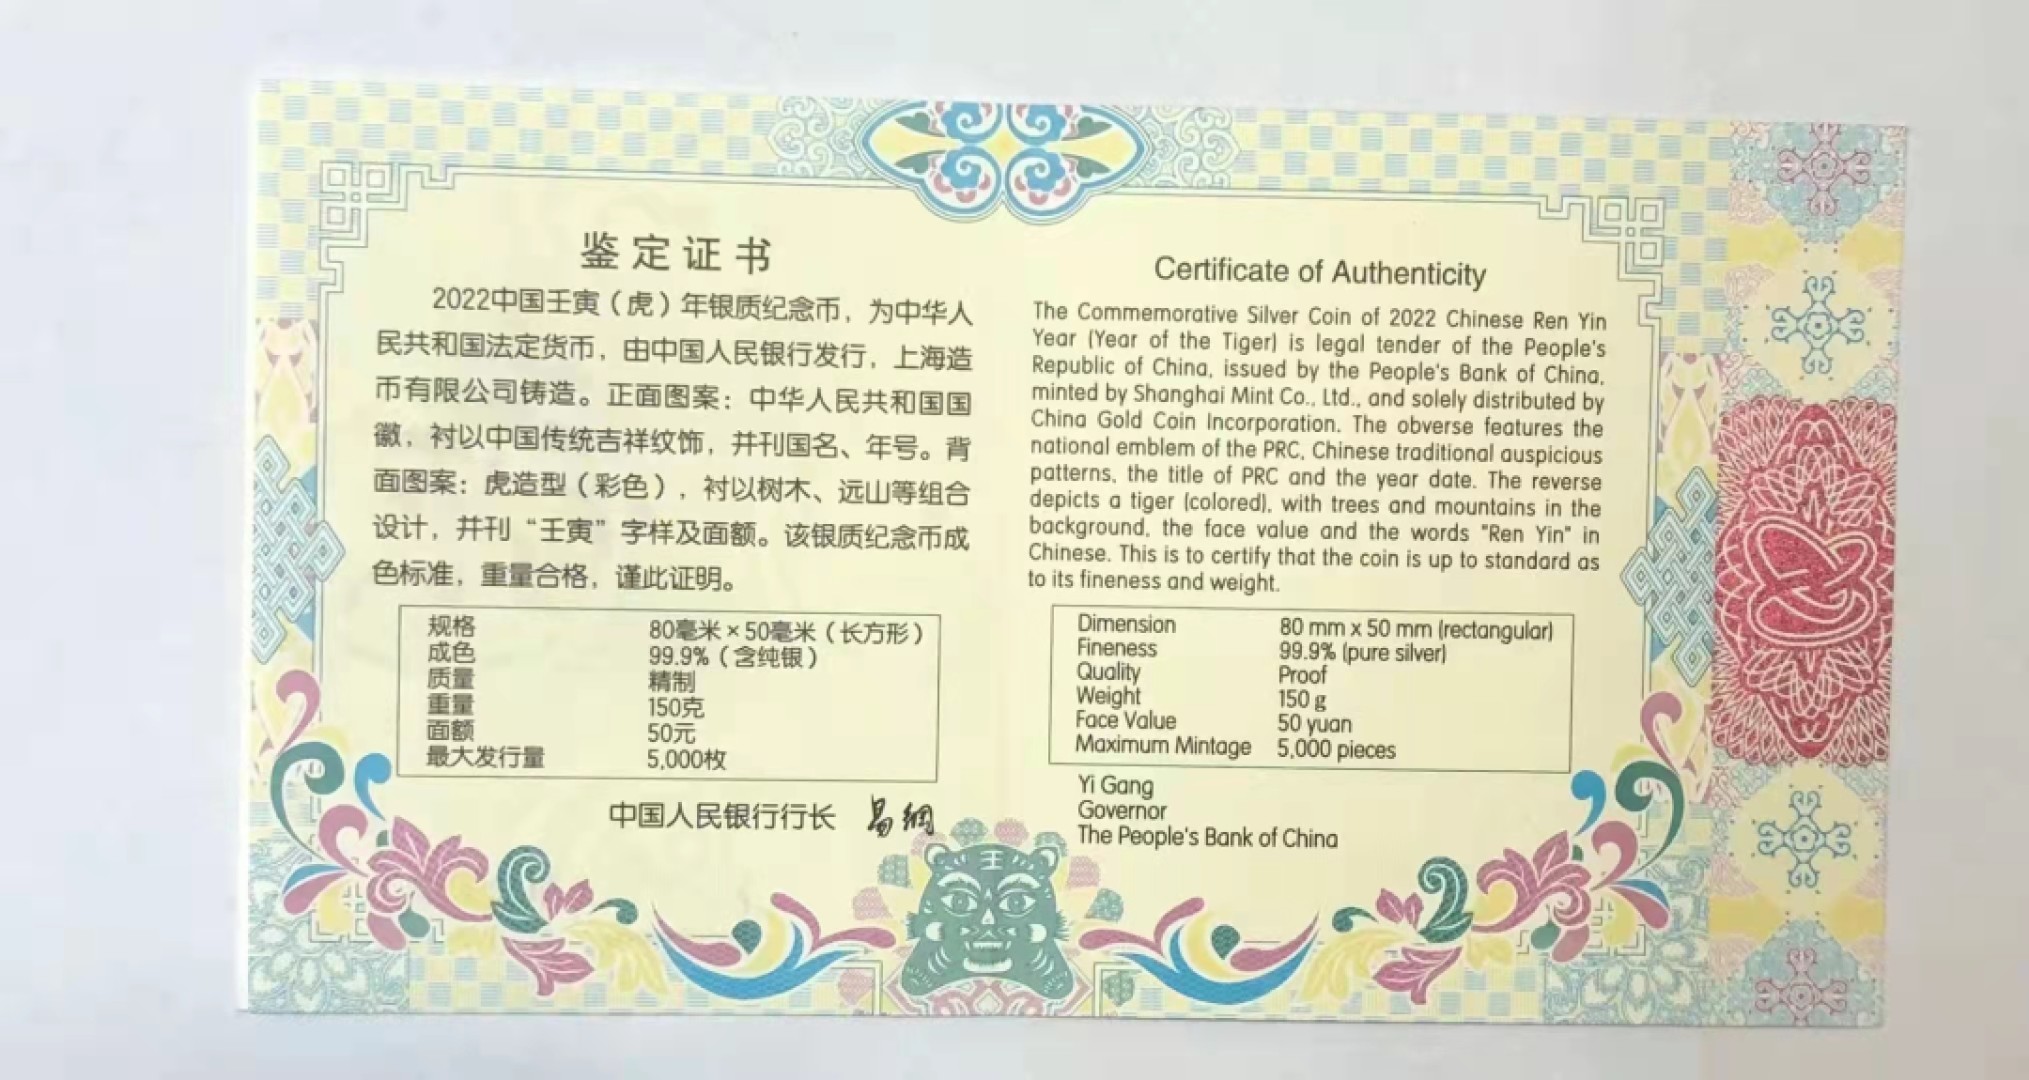 鉴定证书
2022中国壬寅（虎）年银质纪念币，为中华人
民共和国法定货币，由中国人民银行发行，上海造
币有限公司铸造。正面图案：中华人民共和国国
徽，衬以中国传统吉祥纹饰，并刊国名、年号。背
面图案：虎造型（彩色），衬以树木、远山等组合
设计，并刊“壬寅”字样及面额。该银质纪念币成
色标准，重量合格，谨此证明。
规格 80毫米×50毫米（长方形）
成色 99.9%（含纯银）
质量 精制
重量 150克
面额 50元
最大发行量 5,000枚
中国人民银行行长 易纲
Certificate of Authenticity
The Commemorative Silver Coin of 2022 Chinese Ren Yin
Year (Year of the Tiger) is legal tender of the People's
Republic of China, issued by the People's Bank of China,
minted by Shanghai Mint Co., Ltd., and solely distributed by
China Gold Coin Incorporation. The obverse features the
national emblem of the PRC, Chinese traditional auspicious
patterns, the title of PRC and the year date. The reverse
depicts a tiger (colored), with trees and mountains in the
background, the face value and the words "Ren Yin" in
Chinese. This is to certify that the coin is up to standard as
to its fineness and weight.
Dimension 80 mm x 50 mm (rectangular)
Fineness 99.9% (pure silver)
Quality Proof
Weight 150 g
Face Value 50 yuan
Maximum Mintage 5,000 pieces
Yi Gang
Governor
The People's Bank of China
王